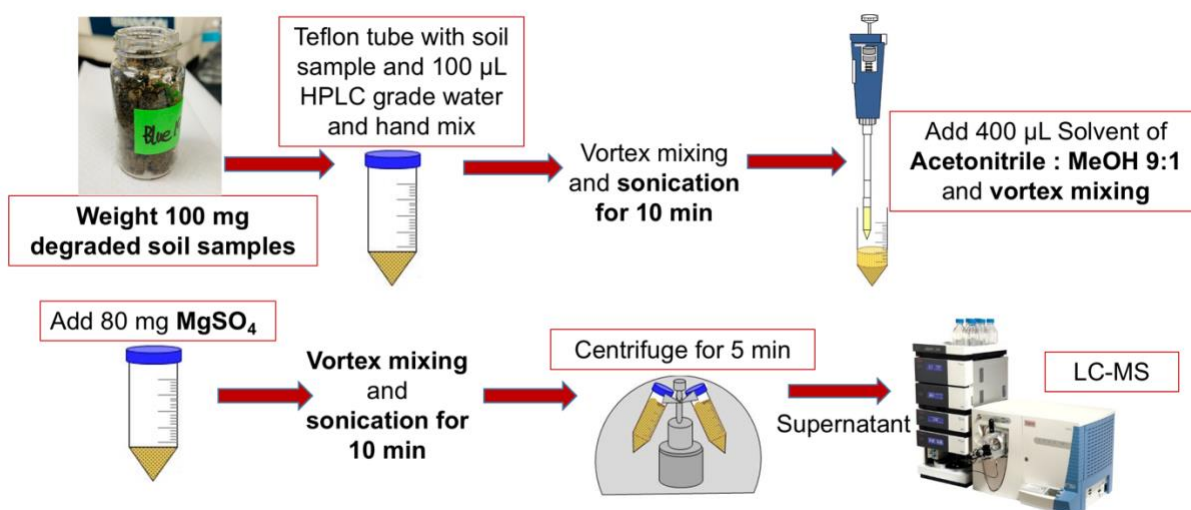 Blue
Weight 100 mg
degraded soil samples
Teflon tube with soil
sample and 100 µL
HPLC grade water
and hand mix
Vortex mixing
and sonication
for 10 min
Add 400 µL Solvent of
Acetonitrile : MeOH 9:1
and vortex mixing
Add 80 mg MgSO₄
Vortex mixing
and
sonication for
10 min
Centrifuge for 5 min
Supernatant
LC-MS